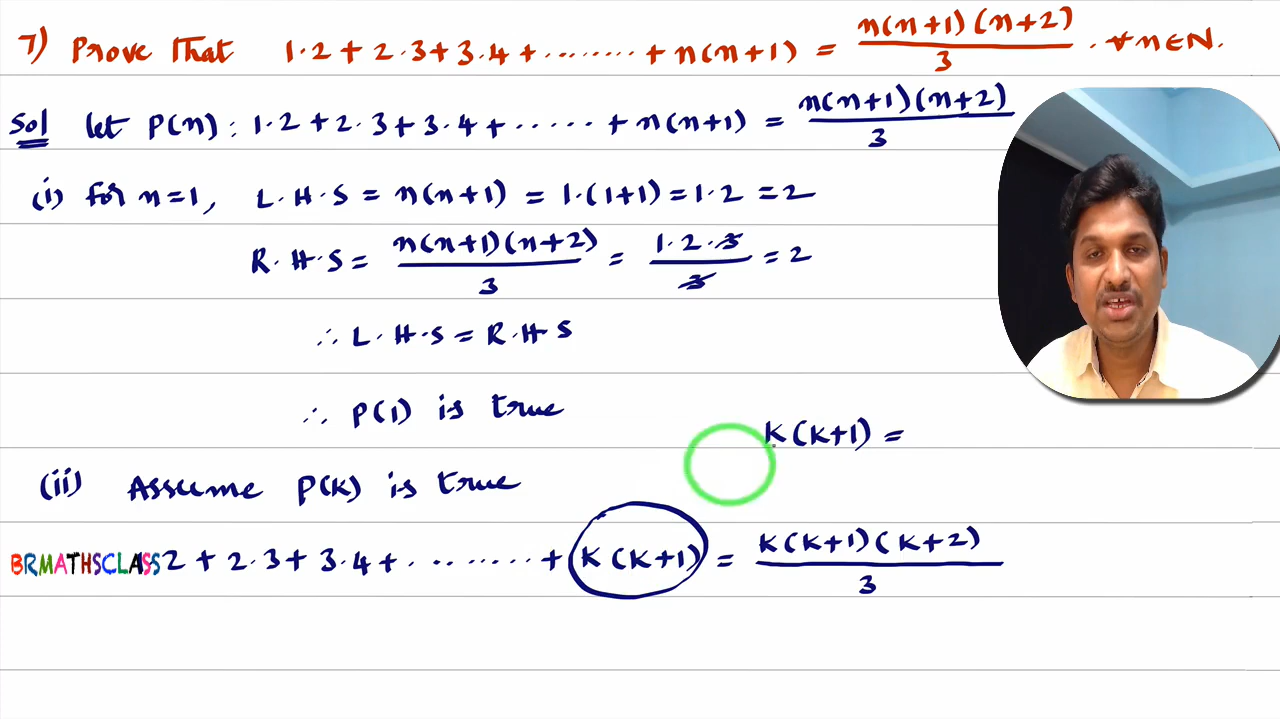 7) Prove that 1·2 + 2·3 + 3·4 + ........ + n(n+1) = n(n+1)(n+2)/3 . ∀ n∈N.
Sol let P(n) : 1·2 + 2·3 + 3·4 + ...... + n(n+1) = n(n+1)(n+2)/3
(i) for n=1, L.H.S = n(n+1) = 1·(1+1) = 1·2 = 2
R.H.S = n(n+1)(n+2)/3 = 1·2·3/3 = 2
∴ L.H.S = R.H.S
∴ P(1) is true
k(k+1) =
(ii) Assume P(k) is true
BRMATHSCLASS 2 + 2·3 + 3·4 + ......... + k(k+1) = k(k+1)(k+2)/3